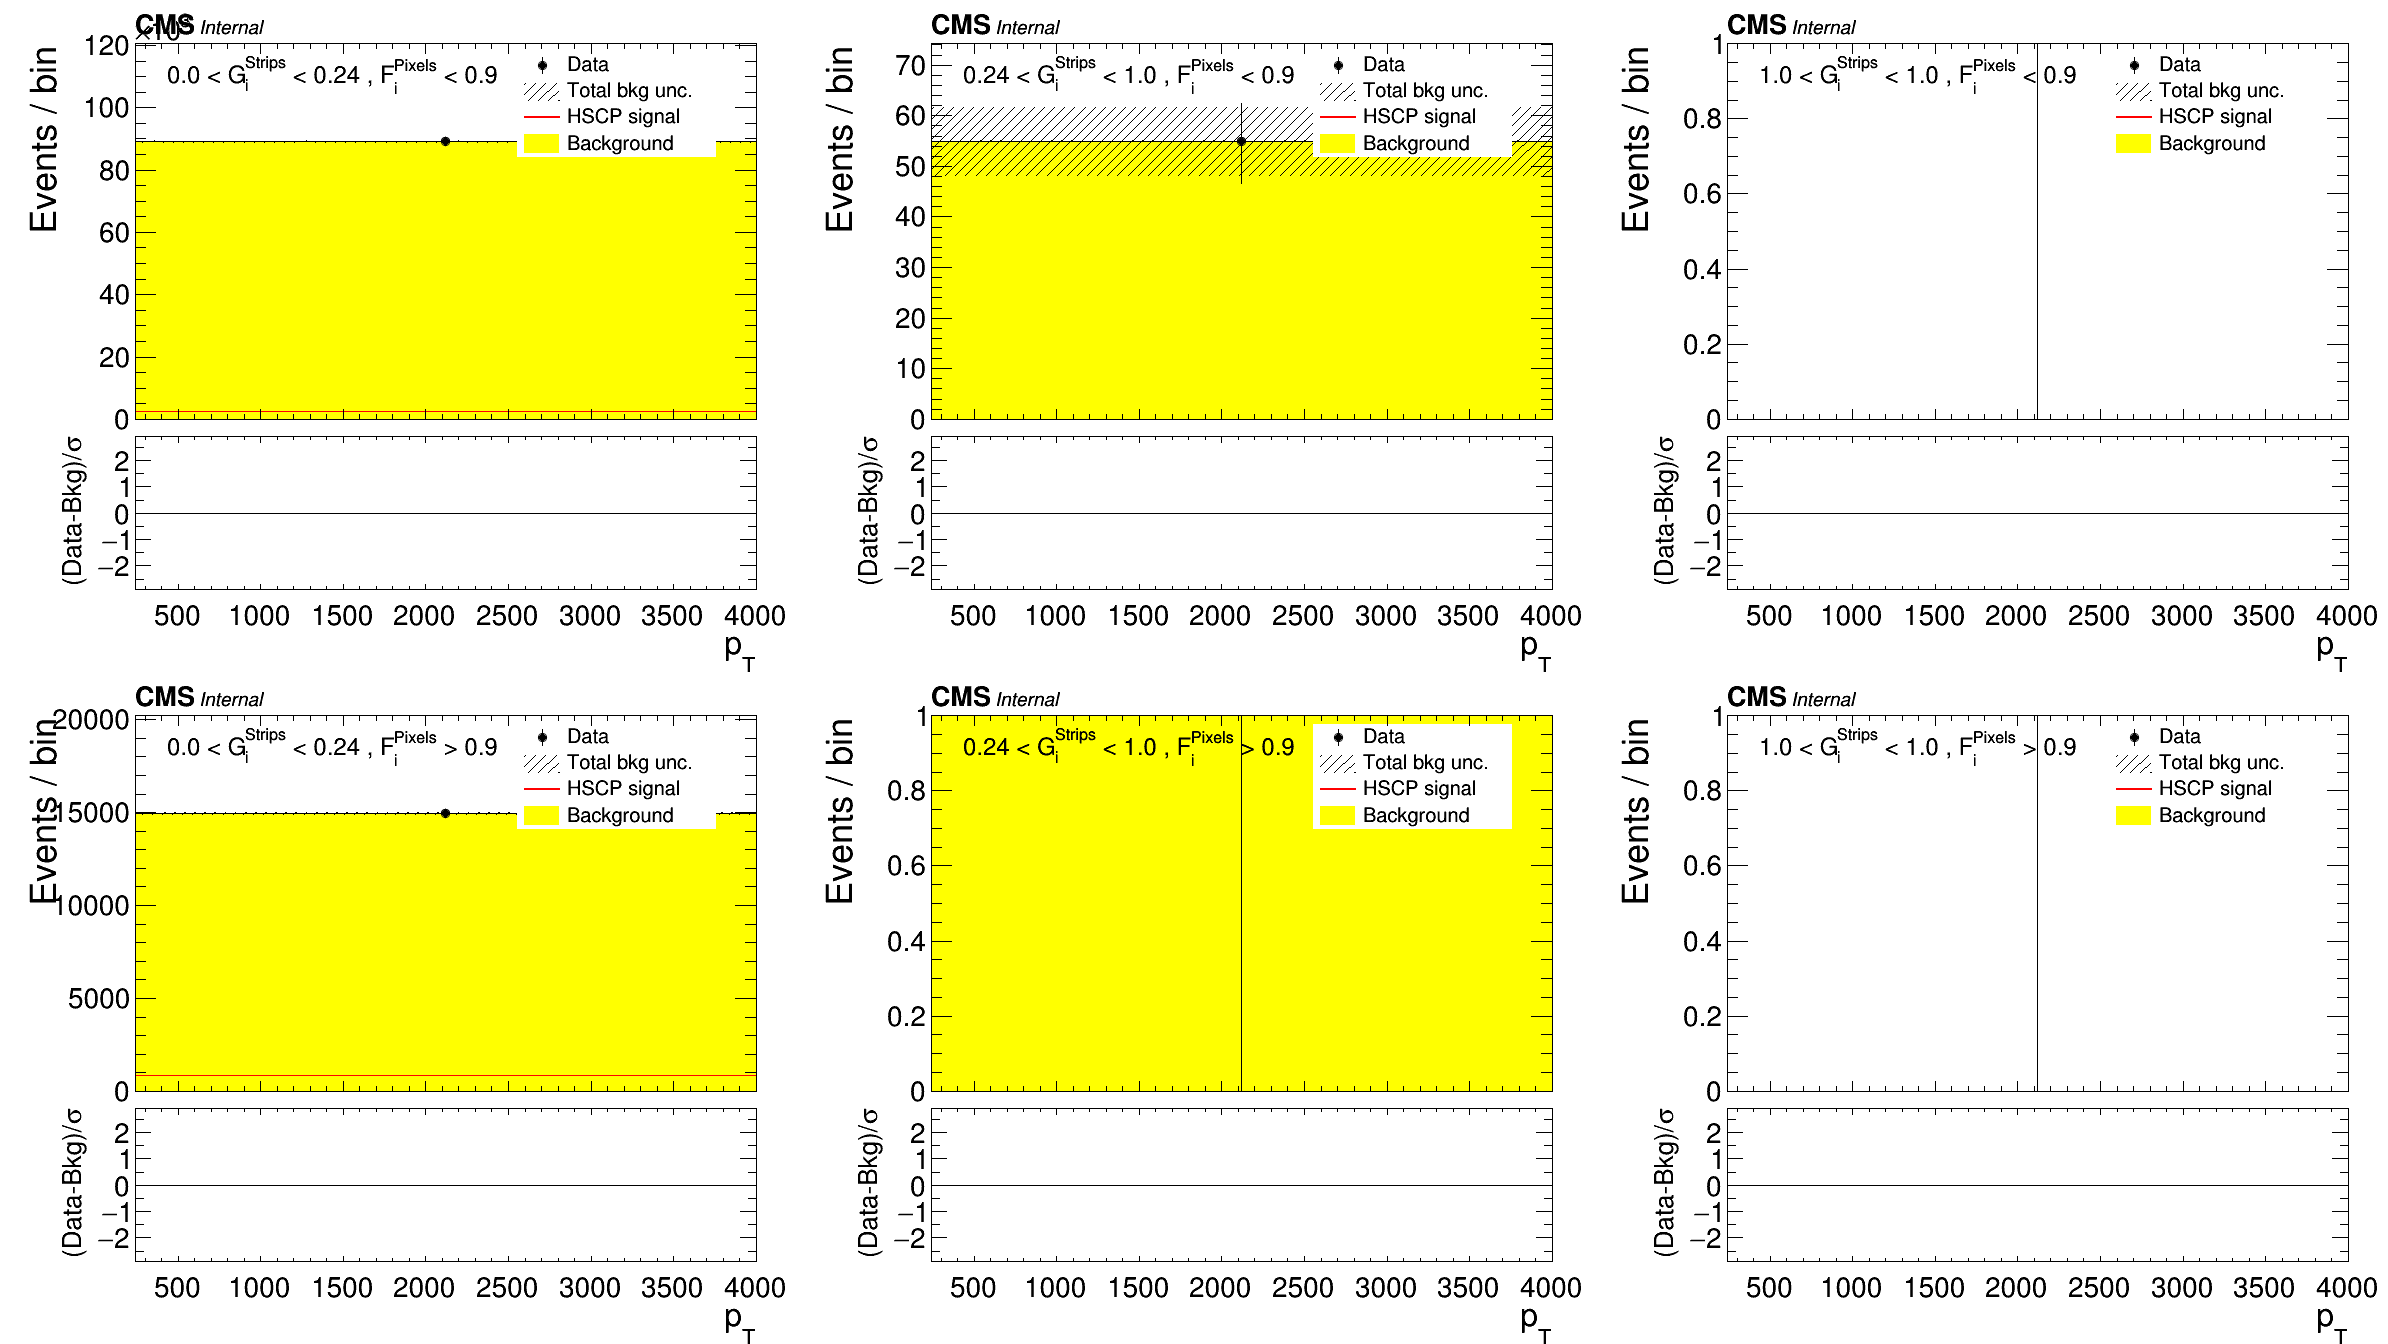 CMS Internal
×10³
Events / bin
120
100
80
60
40
20
0
0.0 < G_i^Strips < 0.24 , F_i^Pixels < 0.9
Data
Total bkg unc.
HSCP signal
Background
(Data-Bkg)/σ
2
1
0
−1
−2
500 1000 1500 2000 2500 3000 3500 4000
p_T
CMS Internal
Events / bin
70
60
50
40
30
20
10
0
0.24 < G_i^Strips < 1.0 , F_i^Pixels < 0.9
Data
Total bkg unc.
HSCP signal
Background
(Data-Bkg)/σ
2
1
0
−1
−2
500 1000 1500 2000 2500 3000 3500 4000
p_T
CMS Internal
Events / bin
1
0.8
0.6
0.4
0.2
0
1.0 < G_i^Strips < 1.0 , F_i^Pixels < 0.9
Data
Total bkg unc.
HSCP signal
Background
(Data-Bkg)/σ
2
1
0
−1
−2
500 1000 1500 2000 2500 3000 3500 4000
p_T
CMS Internal
Events / bin
20000
15000
10000
5000
0
0.0 < G_i^Strips < 0.24 , F_i^Pixels > 0.9
Data
Total bkg unc.
HSCP signal
Background
(Data-Bkg)/σ
2
1
0
−1
−2
500 1000 1500 2000 2500 3000 3500 4000
p_T
CMS Internal
Events / bin
1
0.8
0.6
0.4
0.2
0
0.24 < G_i^Strips < 1.0 , F_i^Pixels > 0.9
Data
Total bkg unc.
HSCP signal
Background
(Data-Bkg)/σ
2
1
0
−1
−2
500 1000 1500 2000 2500 3000 3500 4000
p_T
CMS Internal
Events / bin
1
0.8
0.6
0.4
0.2
0
1.0 < G_i^Strips < 1.0 , F_i^Pixels > 0.9
Data
Total bkg unc.
HSCP signal
Background
(Data-Bkg)/σ
2
1
0
−1
−2
500 1000 1500 2000 2500 3000 3500 4000
p_T